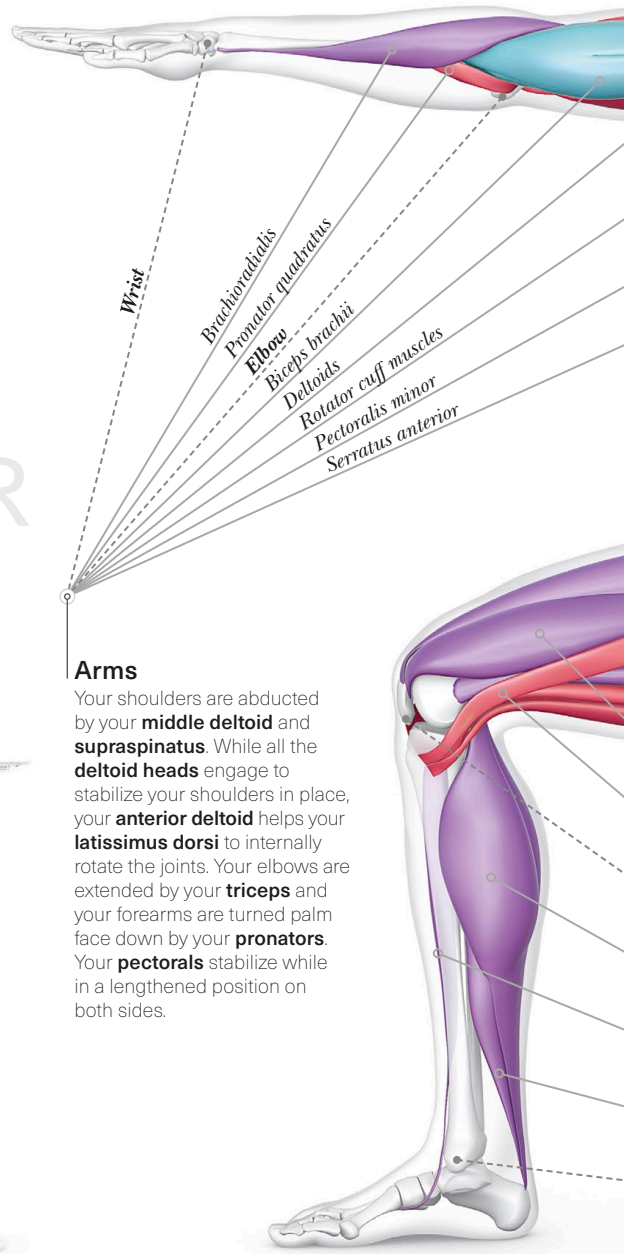 Wrist
Brachioradialis
Pronator quadratus
Elbow
Biceps brachii
Deltoids
Rotator cuff muscles
Pectoralis minor
Serratus anterior
R
Arms
Your shoulders are abducted
by your middle deltoid and
supraspinatus. While all the
deltoid heads engage to
stabilize your shoulders in place,
your anterior deltoid helps your
latissimus dorsi to internally
rotate the joints. Your elbows are
extended by your triceps and
your forearms are turned palm
face down by your pronators.
Your pectorals stabilize while
in a lengthened position on
both sides.